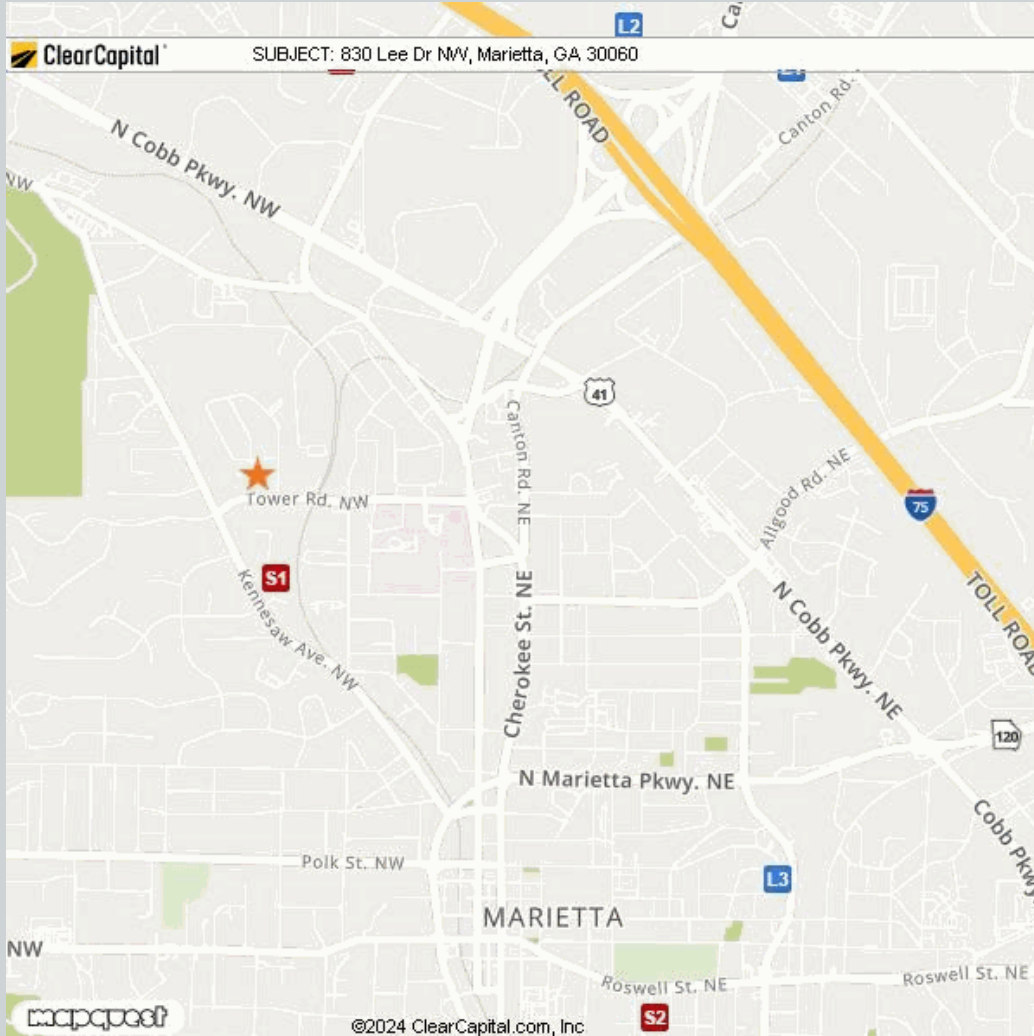 L2
Ca
ClearCapital
SUBJECT: 830 Lee Dr NW, Marietta, GA 30060
TOLL ROAD
Canton Rd.
N Cobb Pkwy. NW
NW
41
Canton Rd. NE
Tower Rd. NW
Allgood Rd. NE
75
S1
Kennesaw Ave. NW
TOLL ROAD
N Cobb Pkwy. NE
Cherokee St. NE
120
N Marietta Pkwy. NE
Cobb Pkwy
Polk St. NW
L3
MARIETTA
NW
Roswell St. NE
Roswell St. NE
mapquest
©2024 ClearCapital.com, Inc
S2